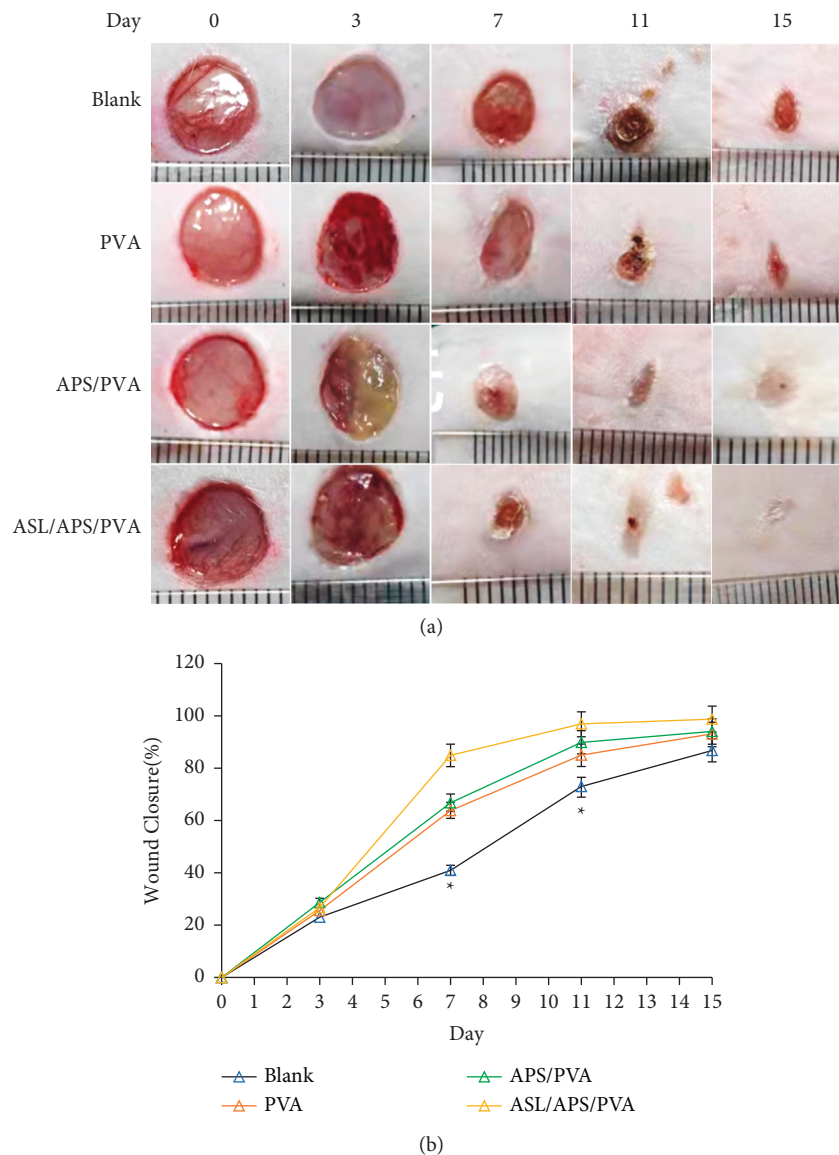 Day 0 3 7 11 15
Blank
PVA
APS/PVA
ASL/APS/PVA
(a)
120
100
80
60
40
20
0
Wound Closure(%)
* *
0 1 2 3 4 5 6 7 8 9 10 11 12 13 14 15
Day
Blank APS/PVA
PVA ASL/APS/PVA
(b)